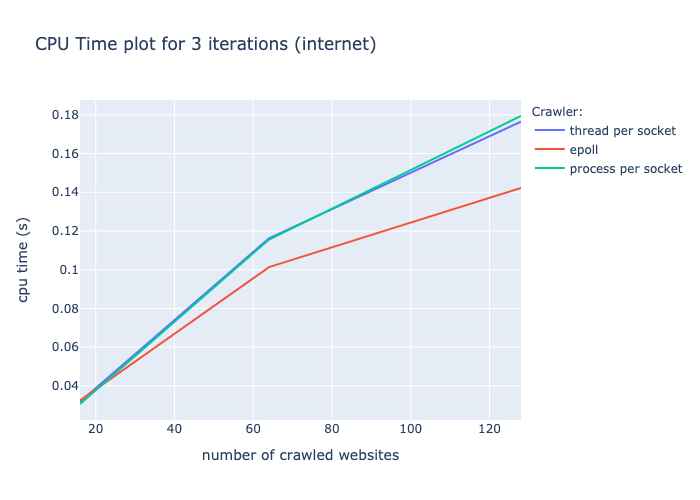 CPU Time plot for 3 iterations (internet)
Crawler:
thread per socket
epoll
process per socket
cpu time (s)
0.18
0.16
0.14
0.12
0.1
0.08
0.06
0.04
20 40 60 80 100 120
number of crawled websites